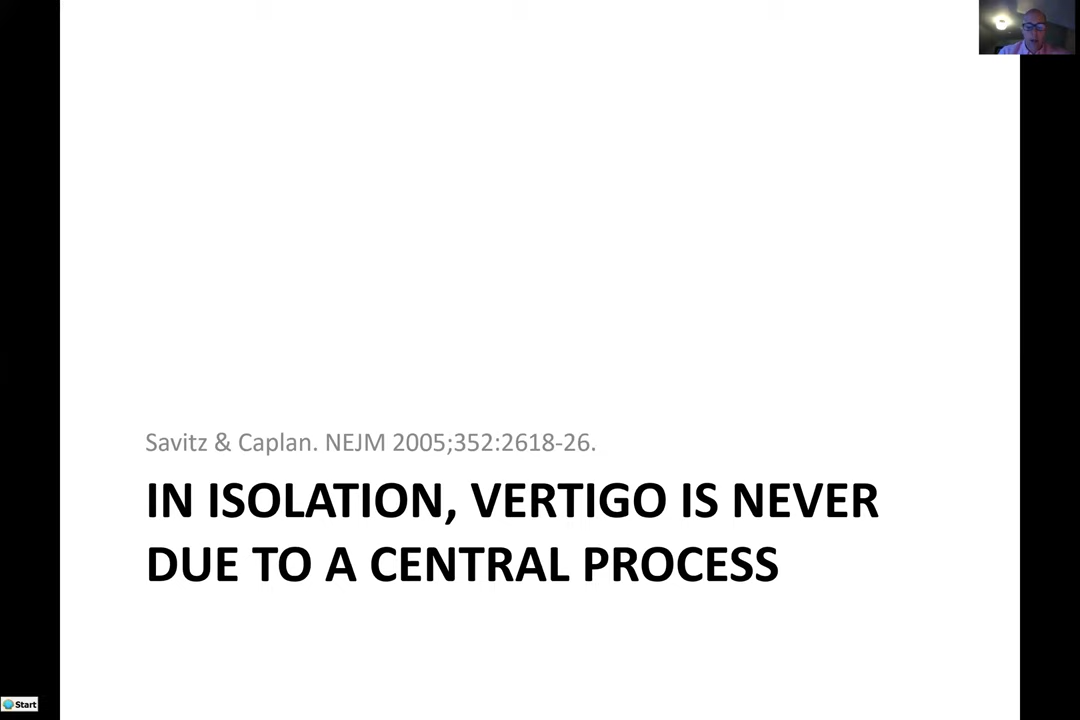 Savitz & Caplan. NEJM 2005;352:2618-26.
IN ISOLATION, VERTIGO IS NEVER
DUE TO A CENTRAL PROCESS
Start